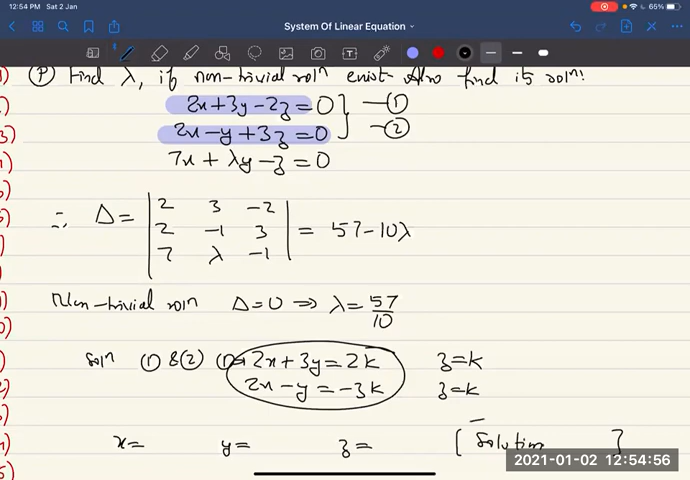 12:54 PM Sat 2 Jan 65%
System Of Linear Equation
(P) Find λ, if non-trivial soln exist. Also find its soln!
2x+3y-2z=0 } —①
2x-y+3z=0 } —②
7x+λy-z=0
∴ Δ= | 2 3 -2 |
| 2 -1 3 | = 57-10λ
| 7 λ -1 |
Non-trivial soln Δ=0 ⇒ λ=57/10
Soln ① &② 2x+3y=2k z=k
2x-y=-3k z=k
x= y= z= [ Solution ]
2021-01-02 12:54:56